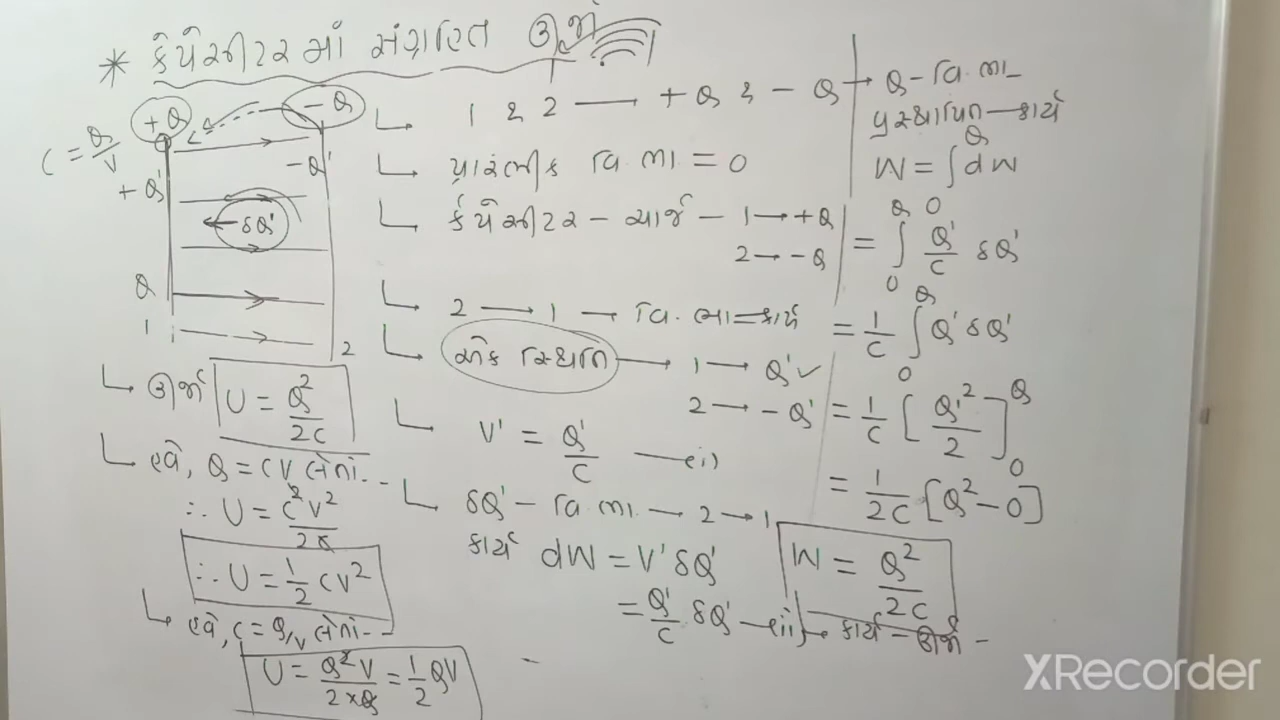 * કેપેસીટરમાં સંગ્રહિત ઊર્જા
C = Q/V
+Q
-Q
+Q'
-Q'
← δQ'
Q
1
2
1 & 2 — +Q & -Q
પ્રારંભીક વિ.ભા = 0
કેપેસીટર - ચાર્જ - 1→+Q
2→-Q
2 → 1 → વિ.ભા=કાર્ય
એક સ્થિતિ → 1→ Q' ✓
2→ -Q'
V' = Q'/C —(i)
δQ' - વિ.ભા — 2→1
કાર્ય dW = V' δQ'
= Q'/C δQ' —(ii)
→ Q - વિ.ભા
પ્રસ્થાપિત - કાર્ય
W = ∫₀^Q dW
= ∫₀^Q Q'/C δQ'
= 1/C ∫₀^Q Q' δQ'
= 1/C [Q'²/2]₀^Q
= 1/2C [Q² - 0]
W = Q²/2C
→ કાર્ય - ઊર્જા -
ઊર્જા U = Q²/2C
હવે, Q = CV લેતાં--
∴ U = C²V²/2C
∴ U = 1/2 CV²
હવે, C = Q/V લેતાં--
U = Q²V/2×Q = 1/2 QV
XRecorder